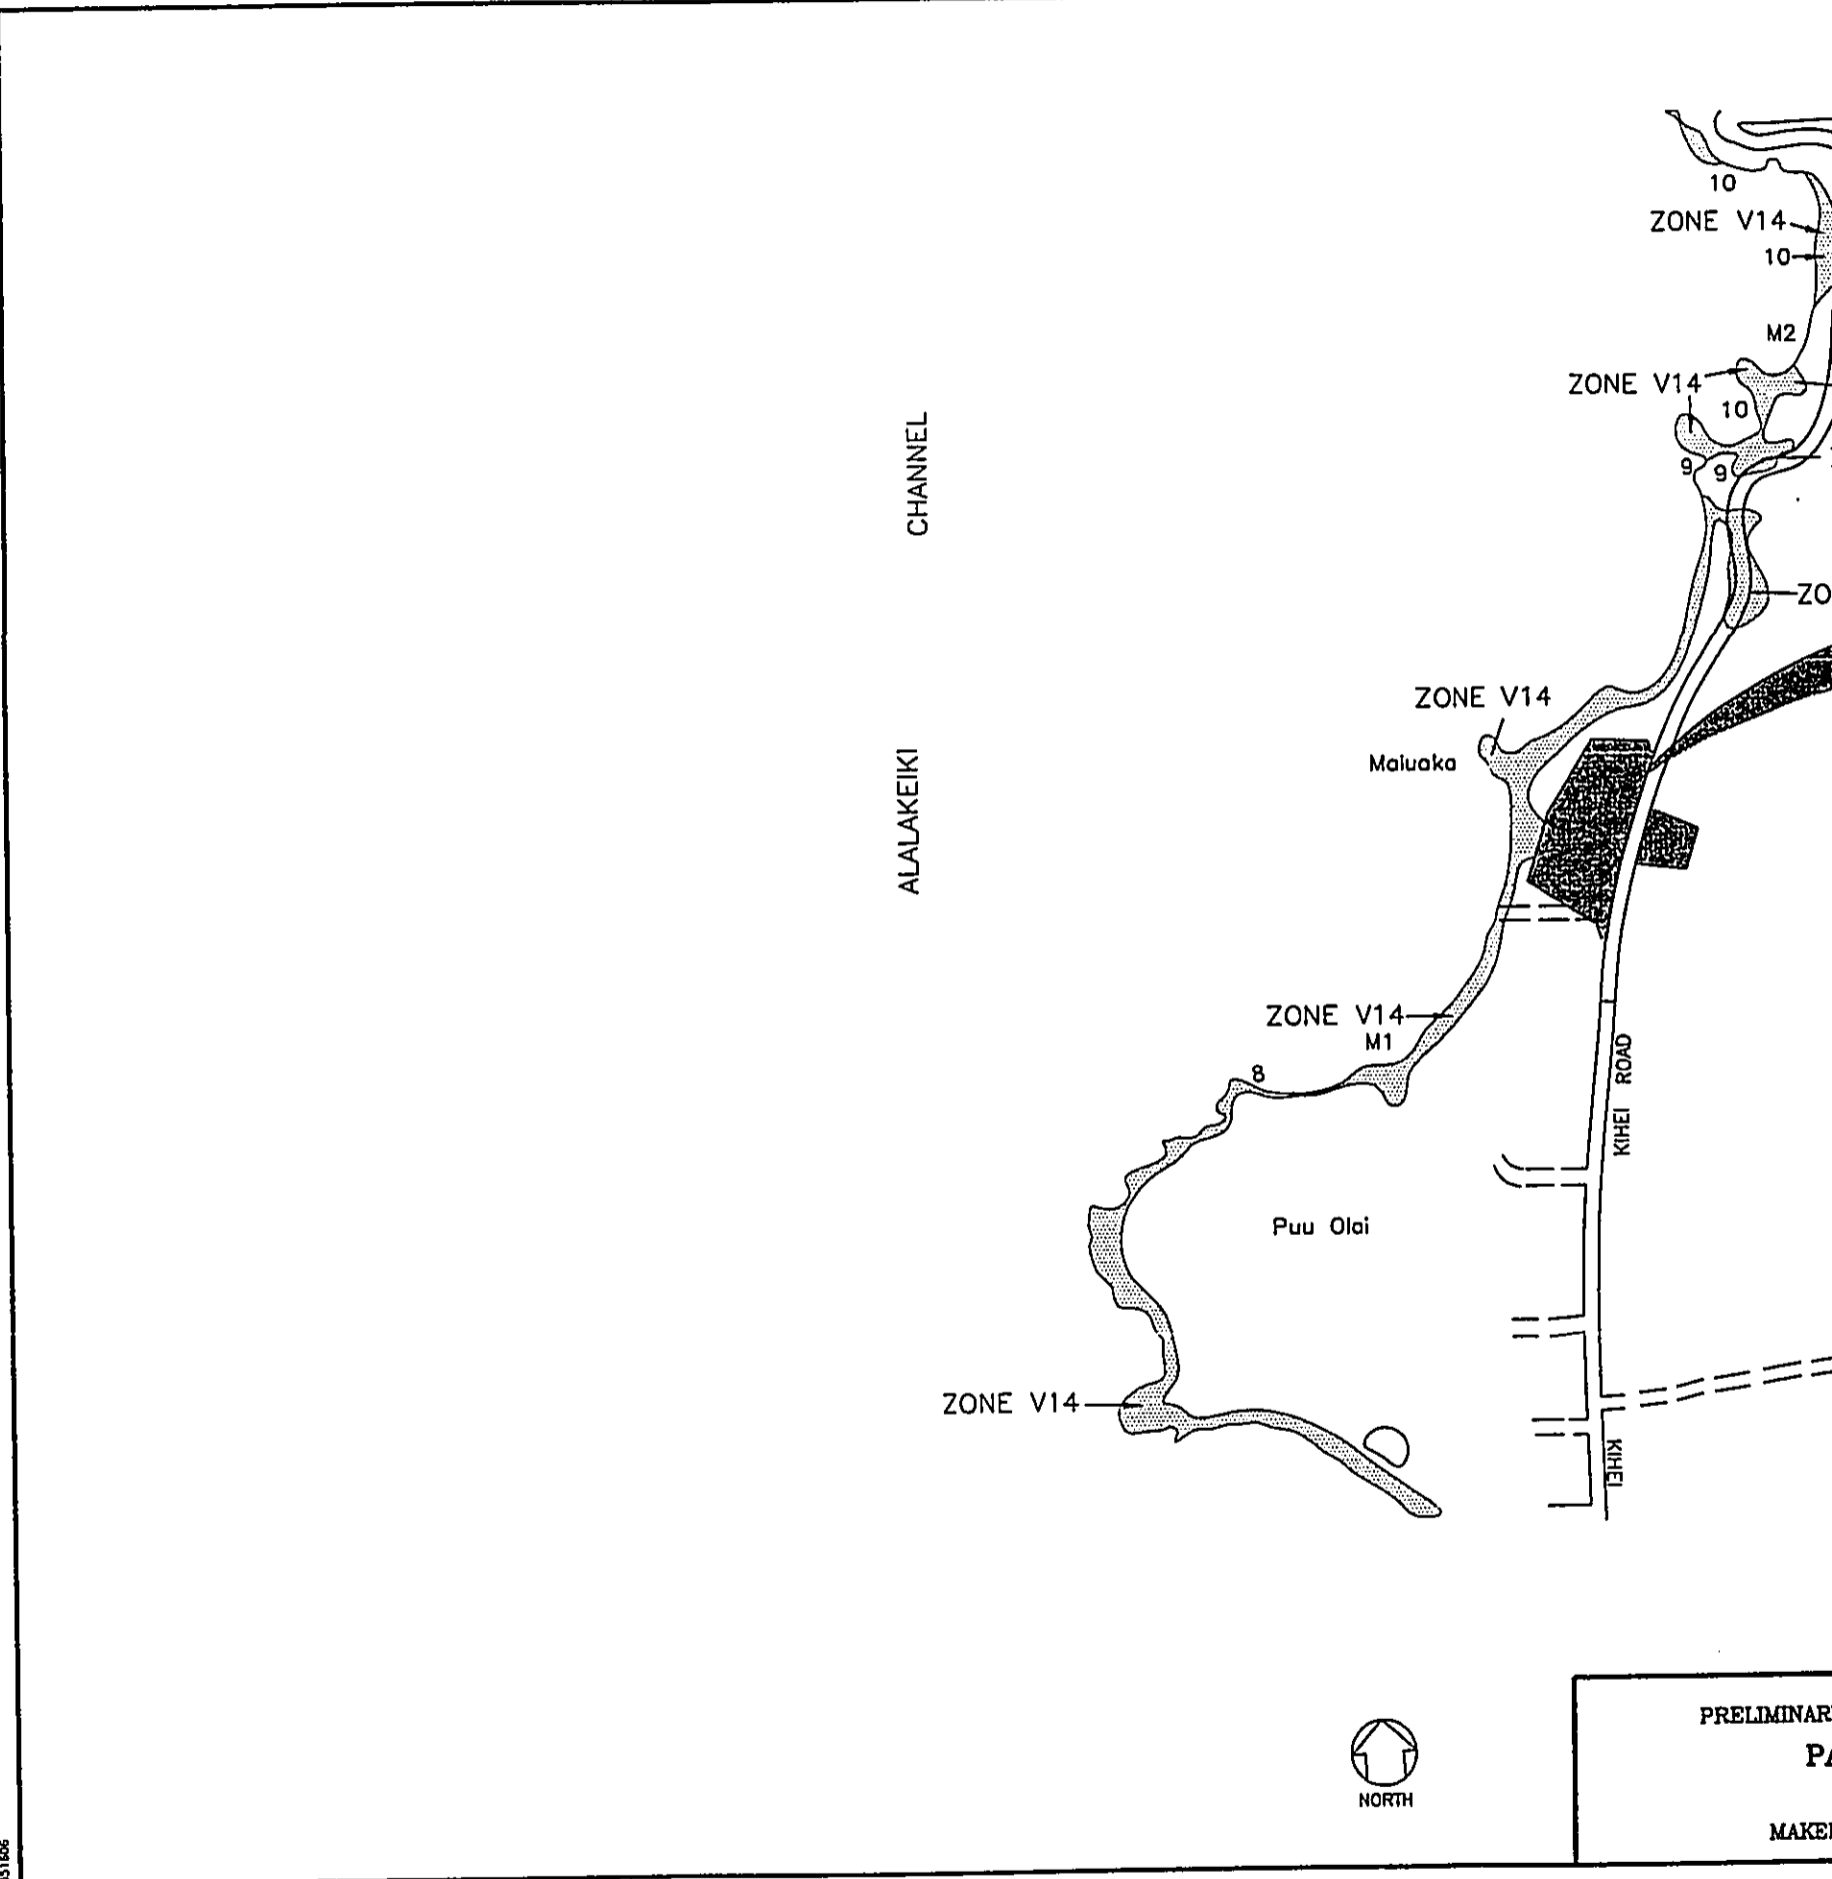 10
ZONE V14
10
M2
ZONE V14
10
9
9
CHANNEL
ZO
ZONE V14
Maluaka
ALALAKEIKI
ZONE V14
M1
8
KIHEI ROAD
Puu Olai
ZONE V14
KIHEI
PRELIMINAR
PA
NORTH
MAKE
51606